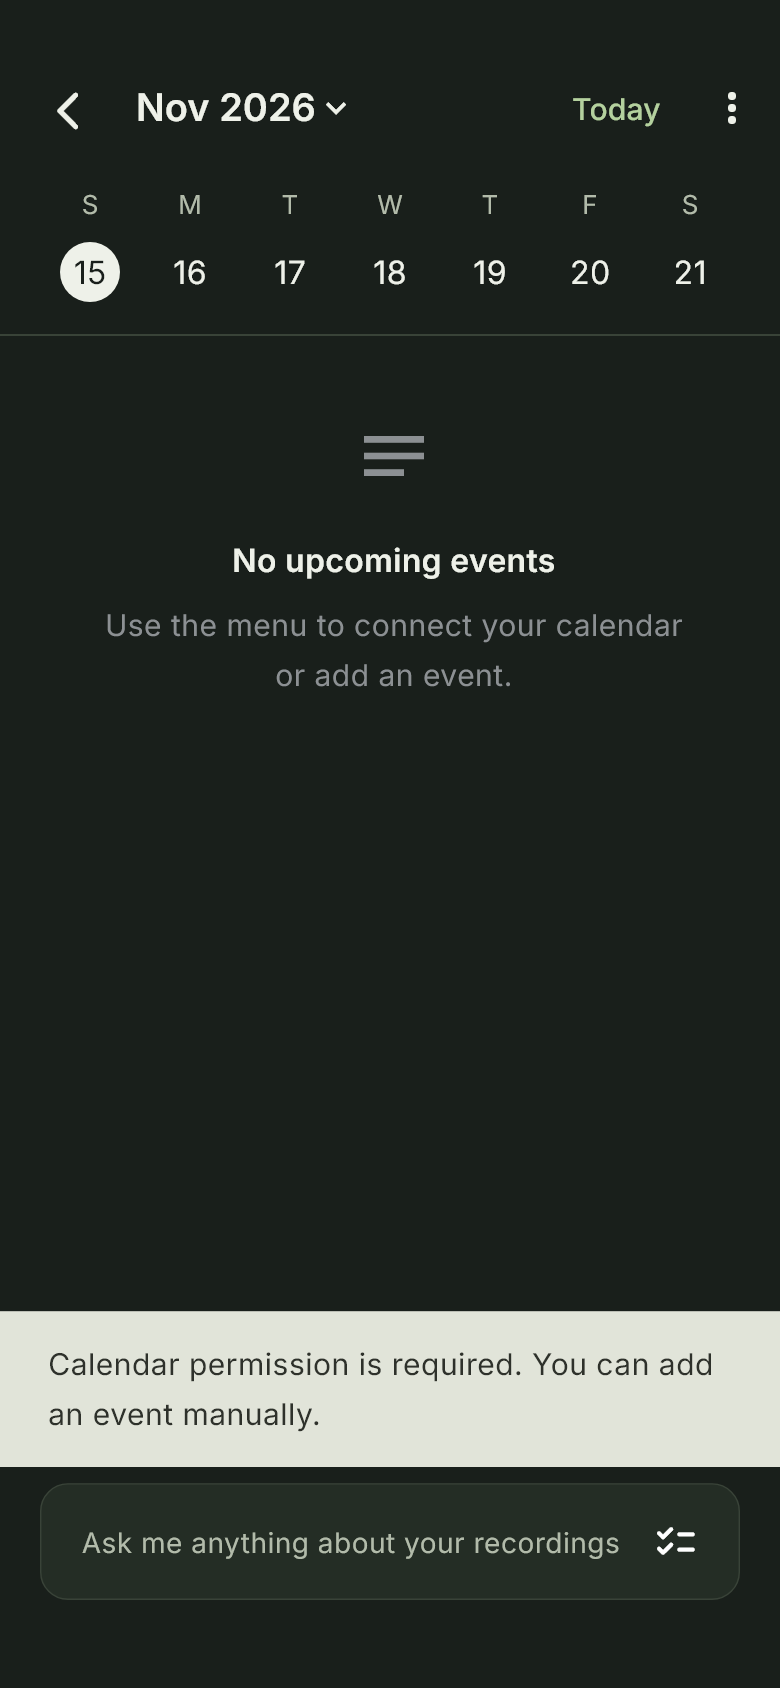 Nov 2026
Today
S M T W T F S
15 16 17 18 19 20 21
No upcoming events
Use the menu to connect your calendar
or add an event.
Calendar permission is required. You can add
an event manually.
Ask me anything about your recordings